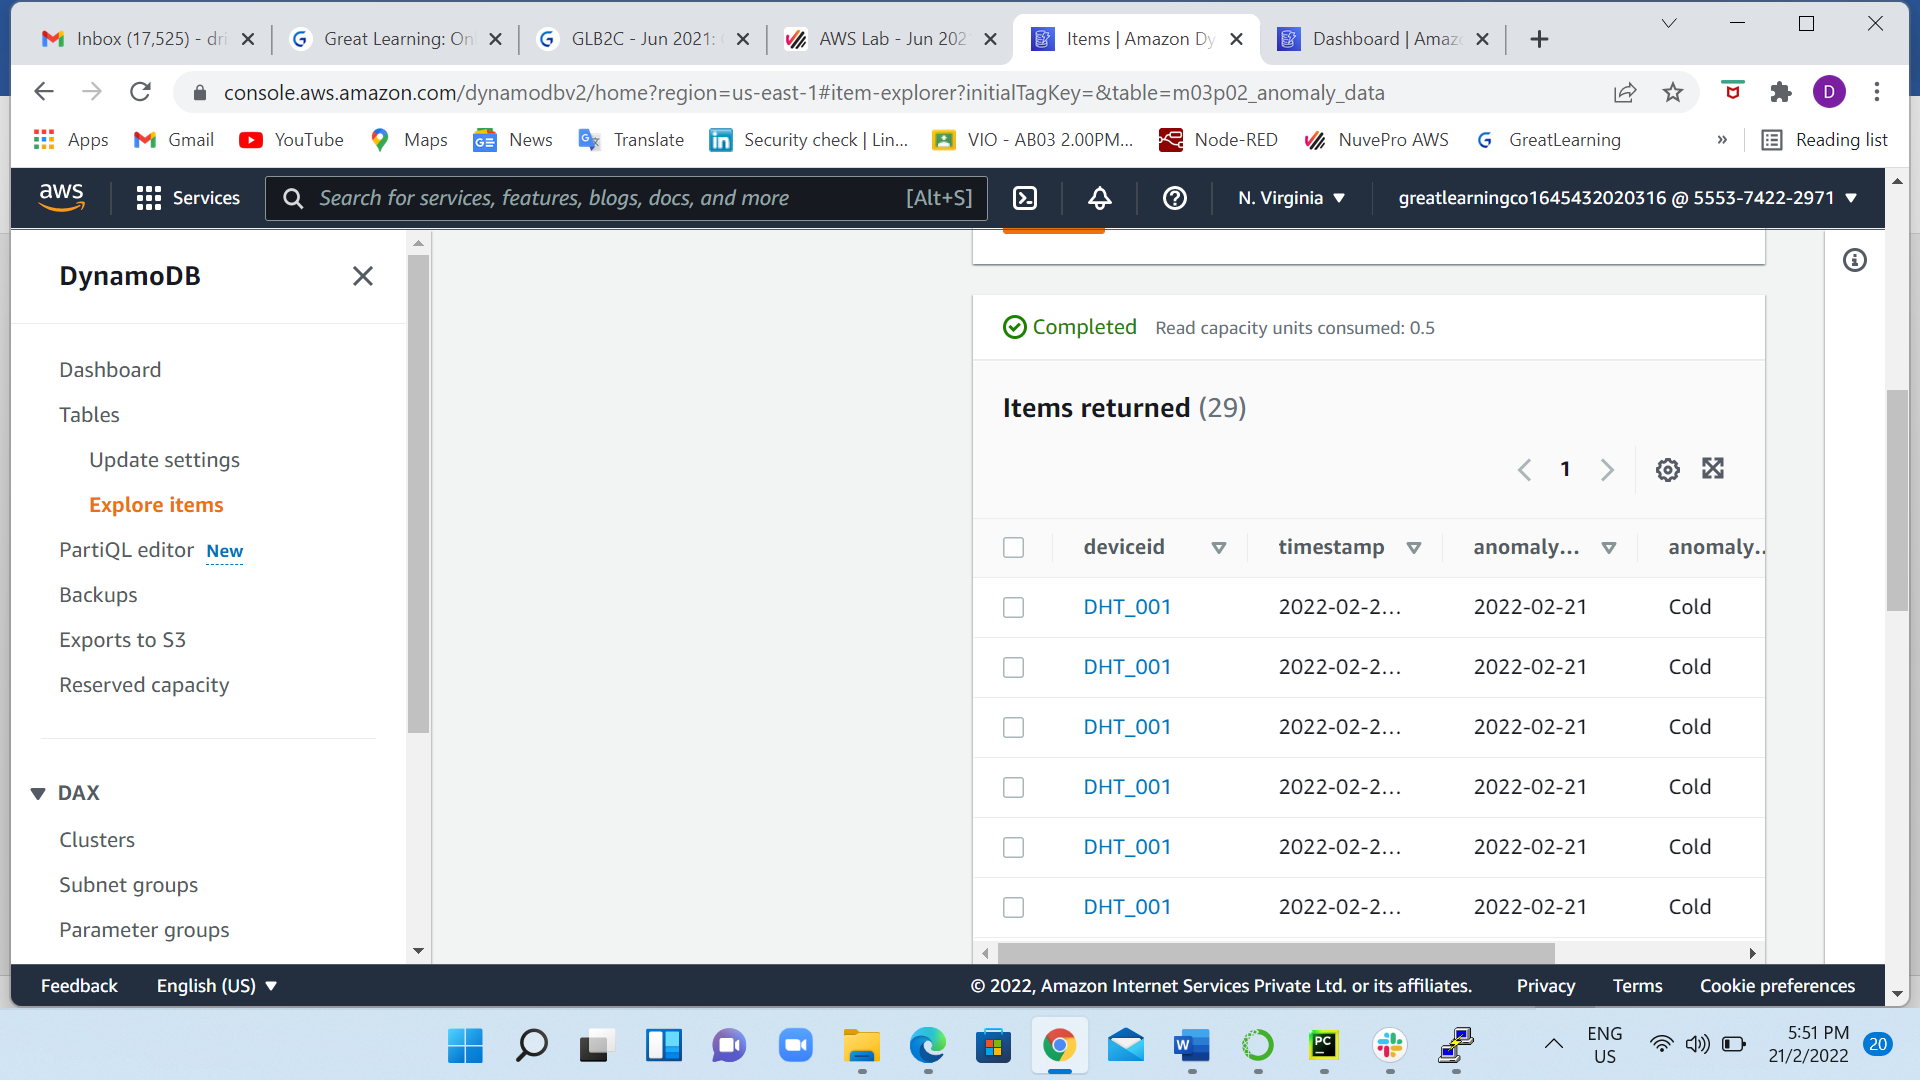 Inbox (17,525) - dri
Great Learning: On
GLB2C - Jun 2021:
AWS Lab - Jun 202
Items | Amazon Dy
Dashboard | Amaz
console.aws.amazon.com/dynamodbv2/home?region=us-east-1#item-explorer?initialTagKey=&table=m03p02_anomaly_data
D
Apps
Gmail
YouTube
Maps
News
Translate
Security check | Lin...
VIO - AB03 2.00PM...
Node-RED
NuvePro AWS
GreatLearning
»
Reading list
aws
Services
Search for services, features, blogs, docs, and more [Alt+S]
N. Virginia
greatlearningco1645432020316 @ 5553-7422-2971
DynamoDB
Dashboard
Tables
Update settings
Explore items
PartiQL editor New
Backups
Exports to S3
Reserved capacity
DAX
Clusters
Subnet groups
Parameter groups
Completed Read capacity units consumed: 0.5
Items returned (29)
1
deviceid timestamp anomaly... anomaly..
DHT_001 2022-02-2... 2022-02-21 Cold
DHT_001 2022-02-2... 2022-02-21 Cold
DHT_001 2022-02-2... 2022-02-21 Cold
DHT_001 2022-02-2... 2022-02-21 Cold
DHT_001 2022-02-2... 2022-02-21 Cold
DHT_001 2022-02-2... 2022-02-21 Cold
Feedback English (US) © 2022, Amazon Internet Services Private Ltd. or its affiliates. Privacy Terms Cookie preferences
ENG
US
5:51 PM
21/2/2022
20